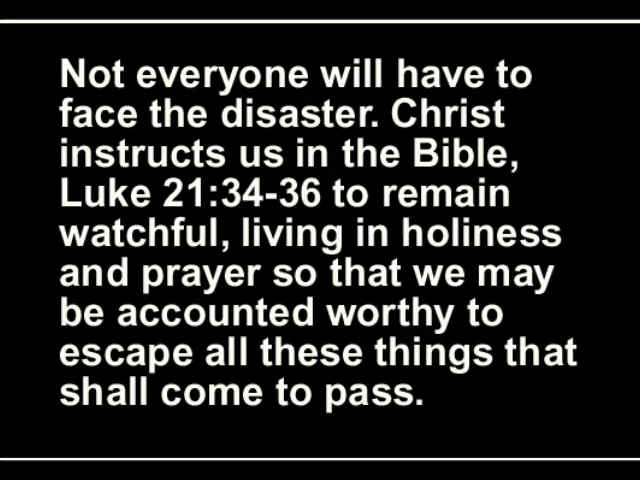 Not everyone will have to
face the disaster. Christ
instructs us in the Bible,
Luke 21:34-36 to remain
watchful, living in holiness
and prayer so that we may
be accounted worthy to
escape all these things that
shall come to pass.